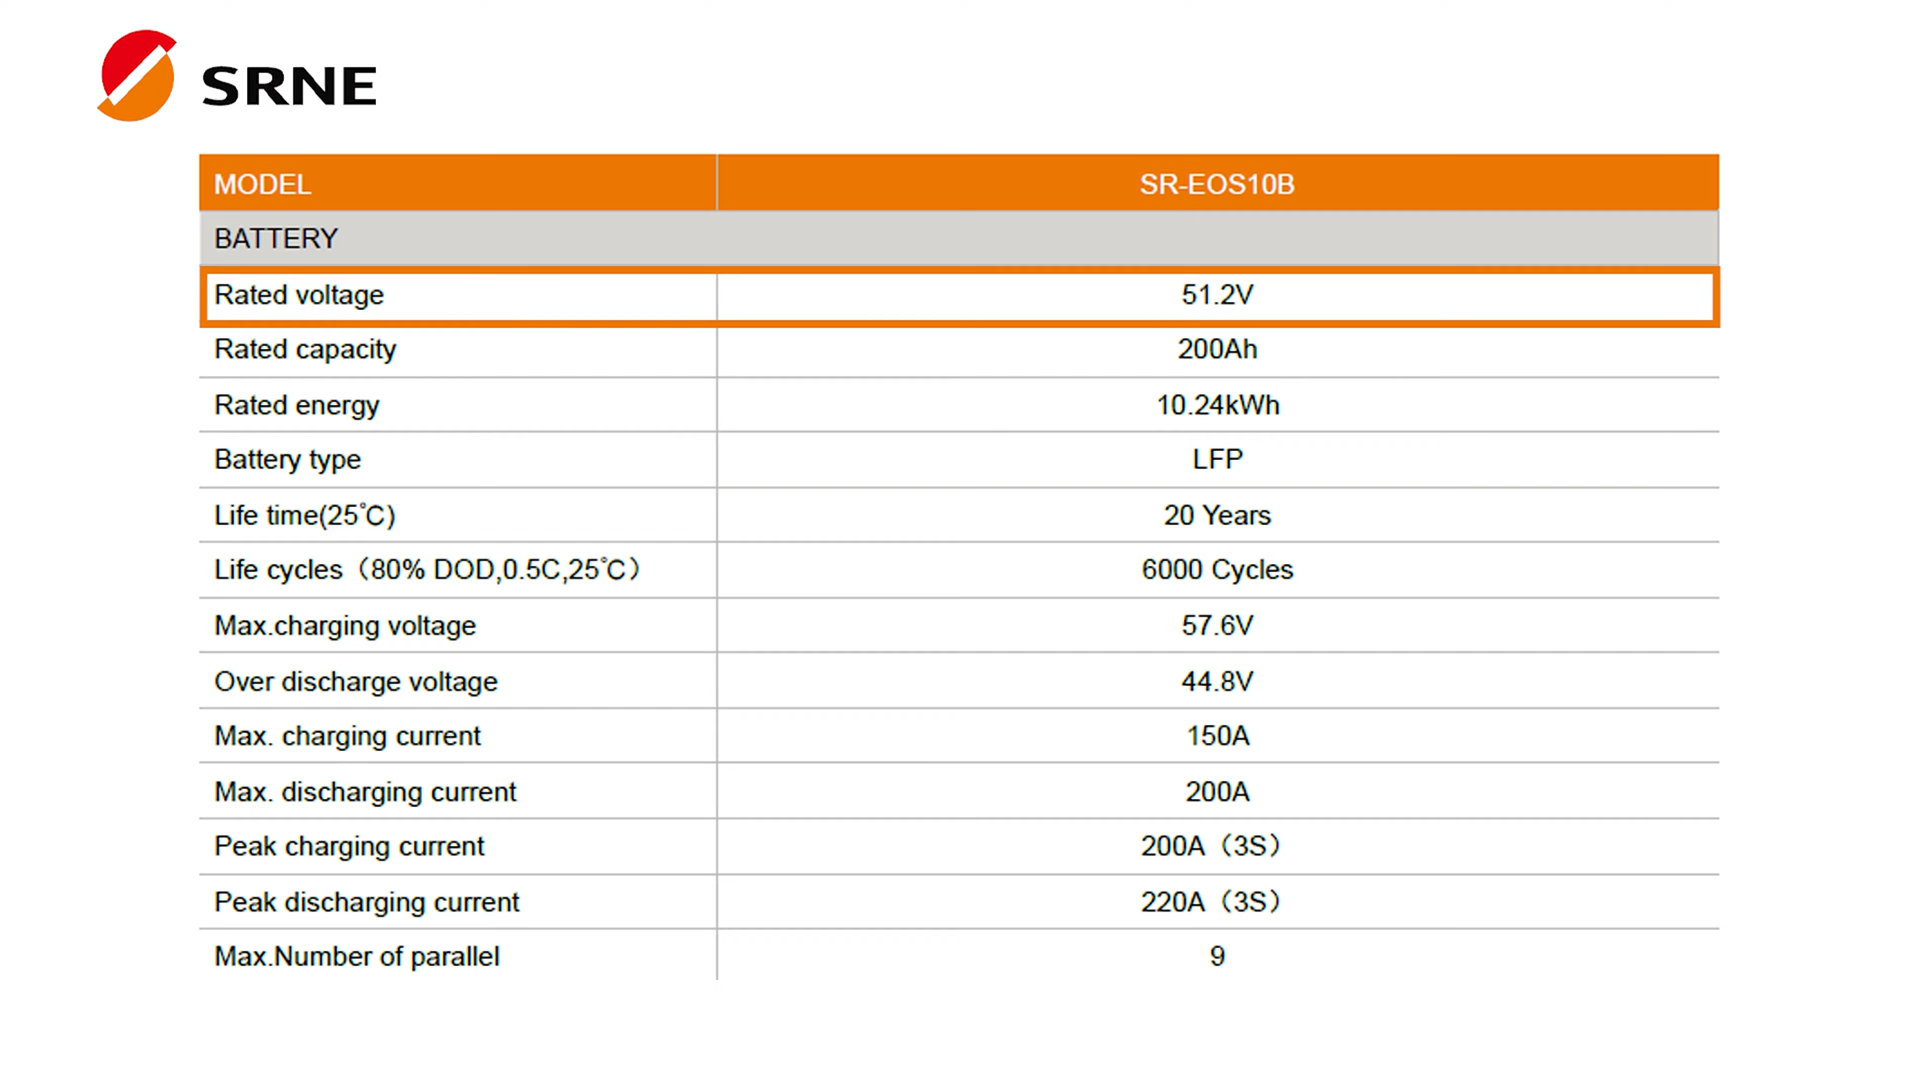 SRNE
MODEL SR-EOS10B
BATTERY
Rated voltage 51.2V
Rated capacity 200Ah
Rated energy 10.24kWh
Battery type LFP
Life time(25℃) 20 Years
Life cycles（80% DOD,0.5C,25℃） 6000 Cycles
Max.charging voltage 57.6V
Over discharge voltage 44.8V
Max. charging current 150A
Max. discharging current 200A
Peak charging current 200A（3S）
Peak discharging current 220A（3S）
Max.Number of parallel 9